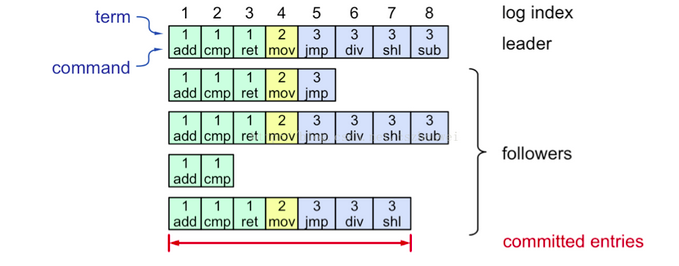 1 2 3 4 5 6 7 8 log index
term
1 1 1 2 3 3 3 3
add cmp ret mov jmp div shl sub
leader
command
1 1 1 2 3
add cmp ret mov jmp
1 1 1 2 3 3 3 3
add cmp ret mov jmp div shl sub
followers
1 1
add cmp
1 1 1 2 3 3 3
add cmp ret mov jmp div shl
committed entries